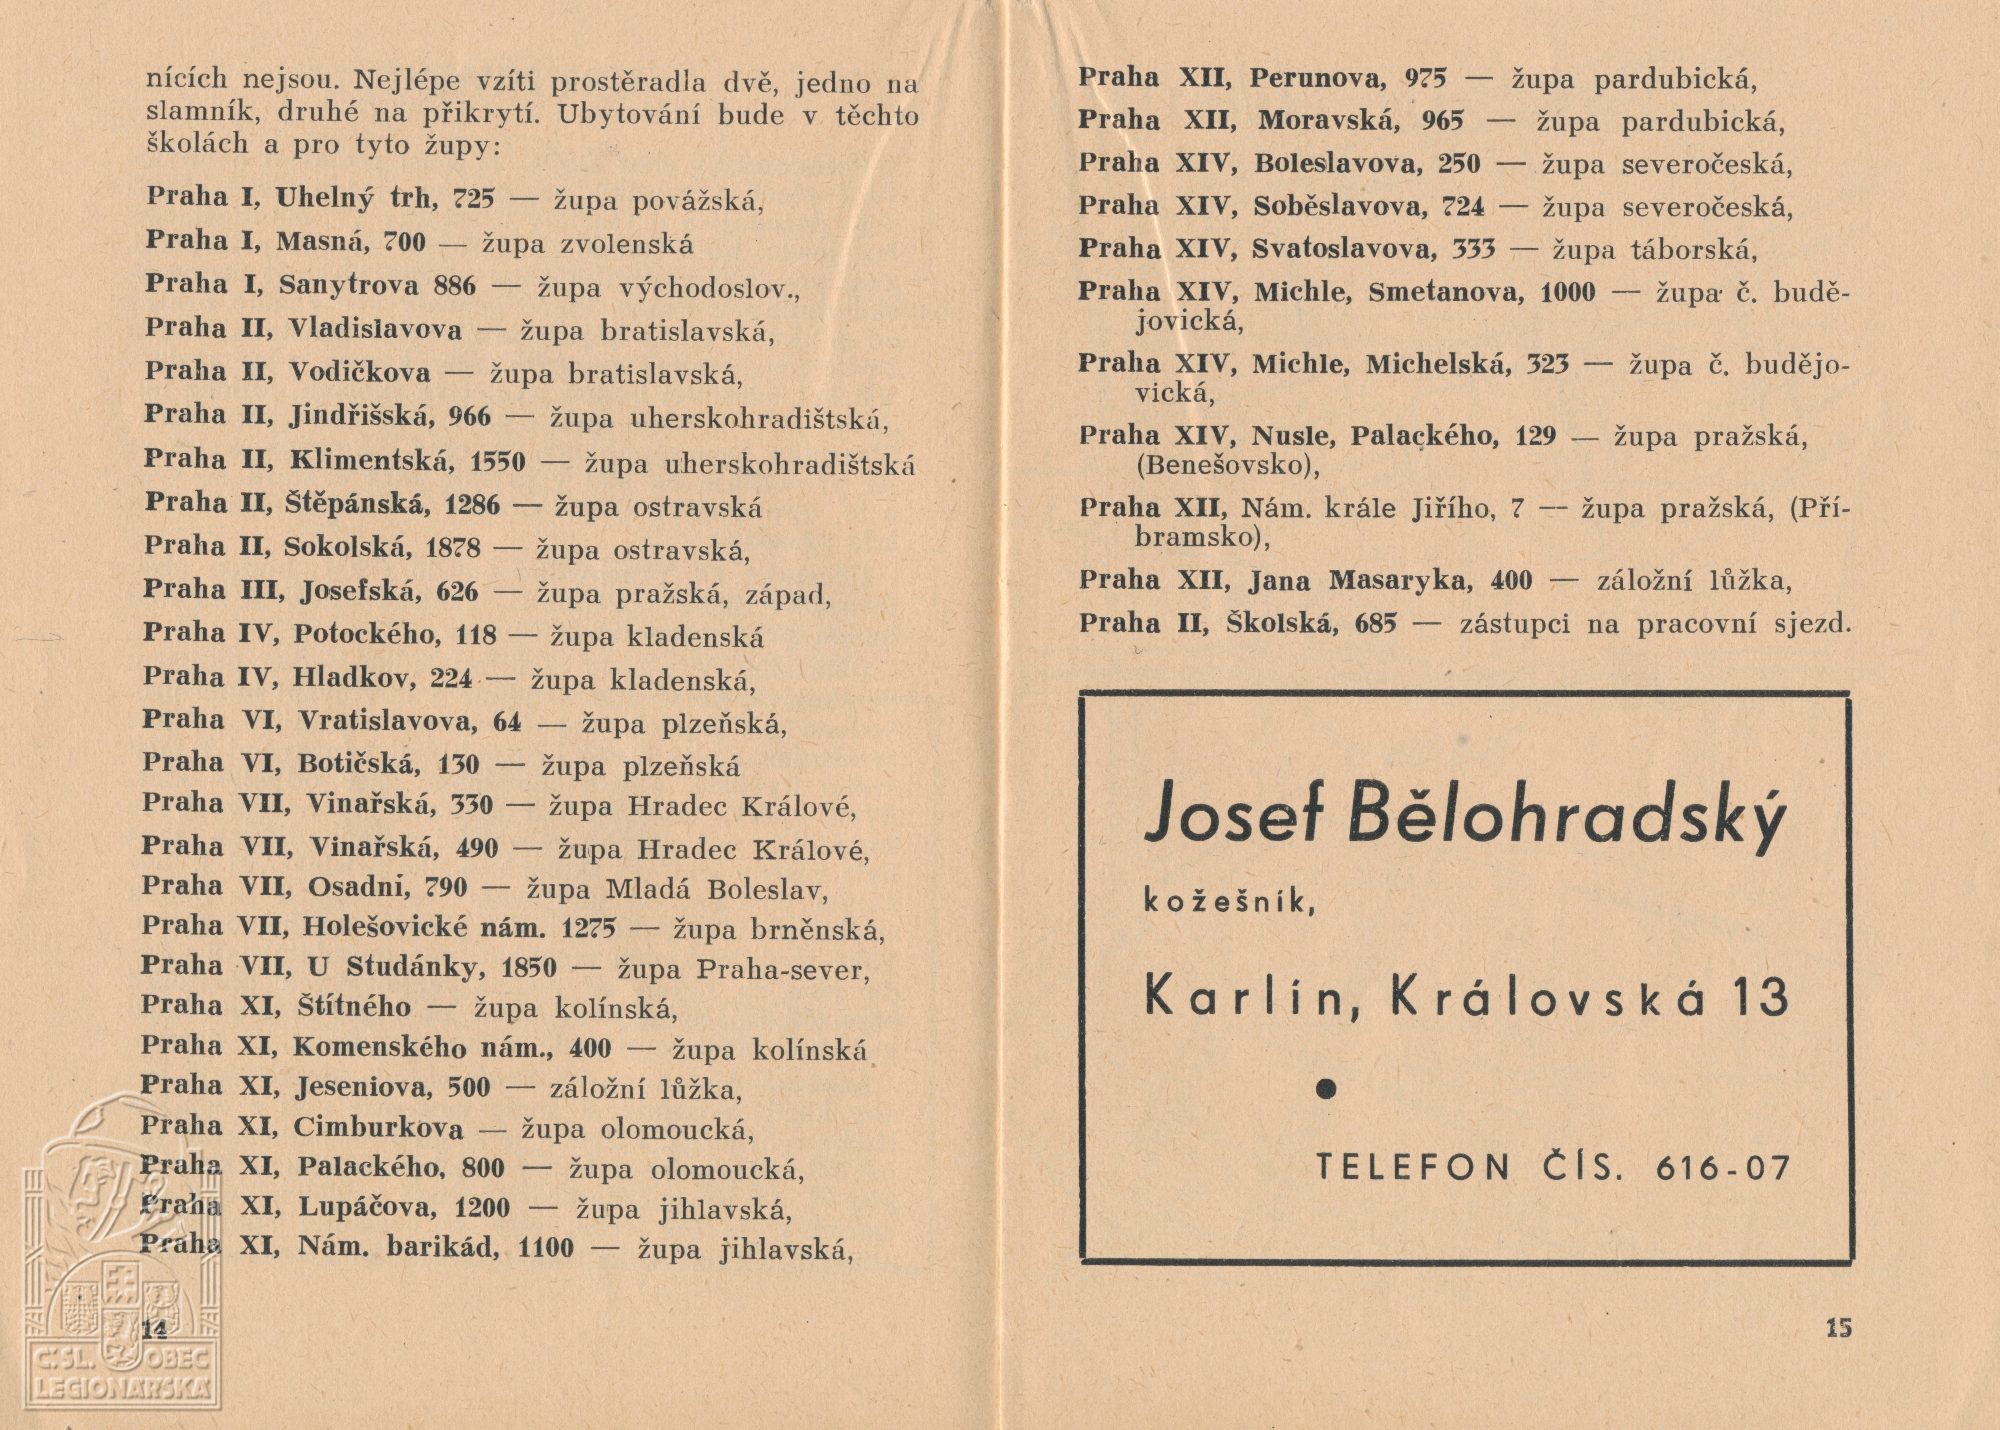 nících nejsou. Nejlépe vzíti prostěradla dvě, jedno na
slamník, druhé na přikrytí. Ubytování bude v těchto
školách a pro tyto župy:
Praha I, Uhelný trh, 725 — župa považská,
Praha I, Masná, 700 — župa zvolenská
Praha I, Sanytrova 886 — župa východoslov.,
Praha II, Vladislavova — župa bratislavská,
Praha II, Vodičkova — župa bratislavská,
Praha II, Jindřišská, 966 — župa uherskohradištská,
Praha II, Klimentská, 1550 — župa uherskohradištská
Praha II, Štěpánská, 1286 — župa ostravská
Praha II, Sokolská, 1878 — župa ostravská,
Praha III, Josefská, 626 — župa pražská, západ,
Praha IV, Potockého, 118 — župa kladenská
Praha IV, Hladkov, 224 — župa kladenská,
Praha VI, Vratislavova, 64 — župa plzeňská,
Praha VI, Botičská, 130 — župa plzeňská
Praha VII, Vinařská, 330 — župa Hradec Králové,
Praha VII, Vinařská, 490 — župa Hradec Králové,
Praha VII, Osadní, 790 — župa Mladá Boleslav,
Praha VII, Holešovické nám. 1275 — župa brněnská,
Praha VII, U Studánky, 1850 — župa Praha-sever,
Praha XI, Štítného — župa kolínská,
Praha XI, Komenského nám., 400 — župa kolínská
Praha XI, Jeseniova, 500 — záložní lůžka,
Praha XI, Cimburkova — župa olomoucká,
Praha XI, Palackého, 800 — župa olomoucká,
Praha XI, Lupáčova, 1200 — župa jihlavská,
Praha XI, Nám. barikád, 1100 — župa jihlavská,
14
Č. SL. OBEC
LEGIONÁŘSKÁ
Praha XII, Perunova, 975 — župa pardubická,
Praha XII, Moravská, 965 — župa pardubická,
Praha XIV, Boleslavova, 250 — župa severočeská,
Praha XIV, Soběslavova, 724 — župa severočeská,
Praha XIV, Svatoslavova, 333 — župa táborská,
Praha XIV, Michle, Smetanova, 1000 — župa č. budě-
jovická,
Praha XIV, Michle, Michelská, 323 — župa č. budějo-
vická,
Praha XIV, Nusle, Palackého, 129 — župa pražská,
(Benešovsko),
Praha XII, Nám. krále Jiřího, 7 — župa pražská, (Pří-
bramsko),
Praha XII, Jana Masaryka, 400 — záložní lůžka,
Praha II, Školská, 685 — zástupci na pracovní sjezd.
Josef Bělohradský
kožešník,
Karlín, Královská 13
TELEFON ČÍS. 616-07
15